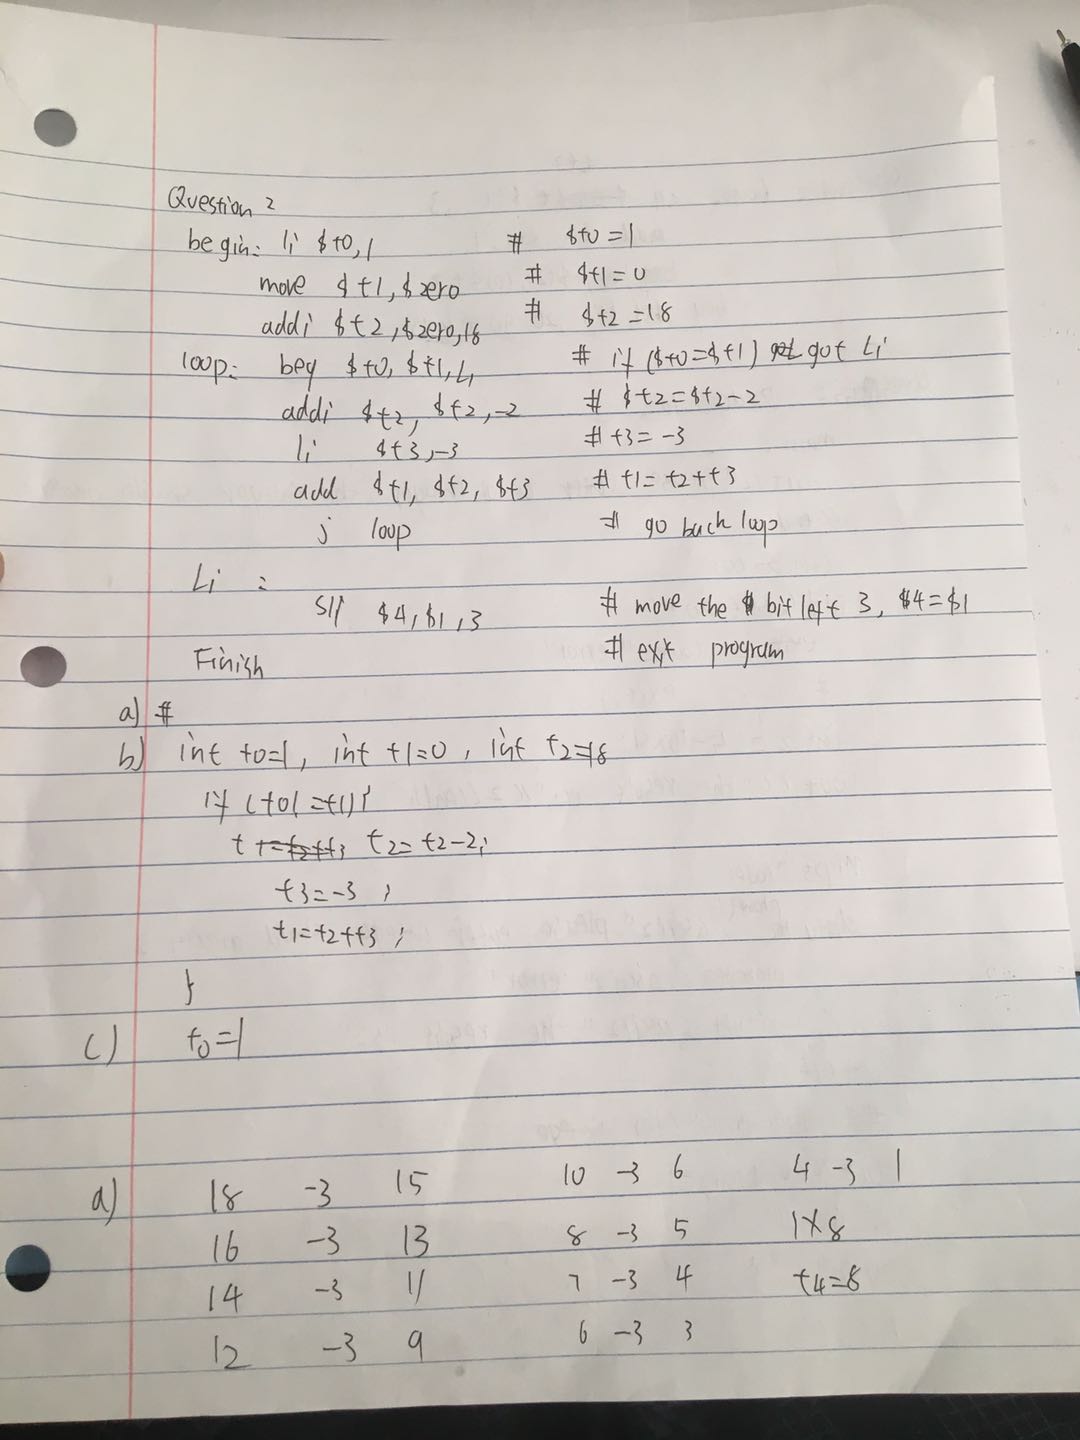 Question 2
begin: li $t0,1 # $t0=1
move $t1,$zero # $t1=0
addi $t2,$zero,18 # $t2=18
loop: beq $t0,$t1,Li # if ($t0=$t1) got Li
addi $t2,$t2,-2 # $t2=$t2-2
li $t3,-3 # t3=-3
add $t1,$t2,$t3 # t1=t2+t3
j loop # go back loop
Li :
sll $4,$1,3 # move the bit left 3, $4=$1
Finish # exit program
a) #
b) int t0=1, int t1=0, int t2=18
if (t0!=t1){
t2=t2-2;
t3=-3;
t1=t2+t3;
}
c) t0=1
d) 18 -3 15 10 -3 6 4 -3 1
16 -3 13 8 -3 5 1×8
14 -3 11 7 -3 4 t4=8
12 -3 9 6 -3 3